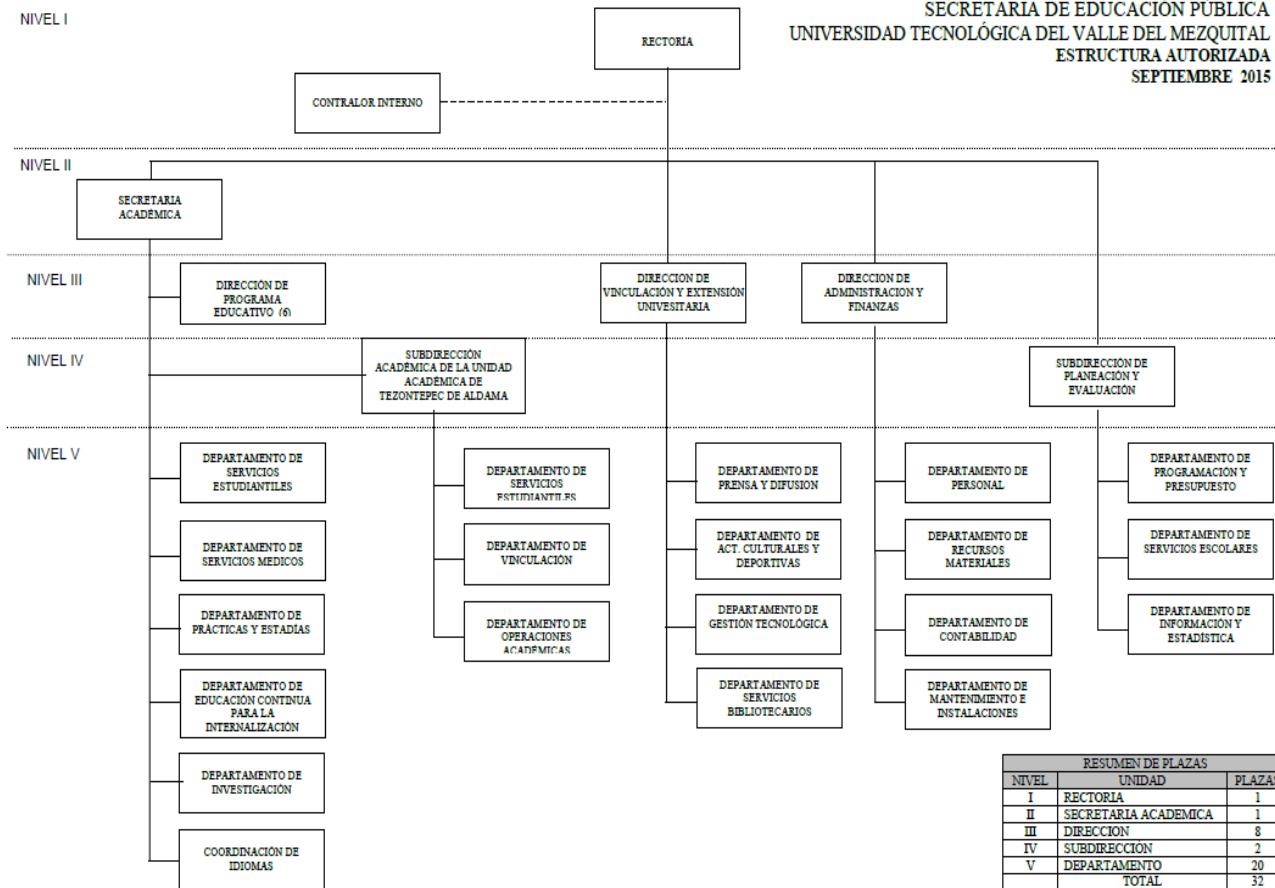 SECRETARIA DE EDUCACIÓN PÚBLICA
UNIVERSIDAD TECNOLÓGICA DEL VALLE DEL MEZQUITAL
ESTRUCTURA AUTORIZADA
SEPTIEMBRE 2015
NIVEL I
RECTORÍA
CONTRALOR INTERNO
NIVEL II
SECRETARIA
ACADÉMICA
NIVEL III
DIRECCIÓN DE
PROGRAMA
EDUCATIVO (6)
DIRECCION DE
VINCULACIÓN Y EXTENSIÓN
UNIVESITARIA
DIRECCION DE
ADMINISTRACION Y
FINANZAS
NIVEL IV
SUBDIRECCIÓN
ACADÉMICA DE LA UNIDAD
ACADÉMICA DE
TEZONTEPEC DE ALDAMA
SUBDIRECCIÓN DE
PLANEACIÓN Y
EVALUACIÓN
NIVEL V
DEPARTAMENTO DE
SERVICIOS
ESTUDIANTILES
DEPARTAMENTO DE
SERVICIOS MEDICOS
DEPARTAMENTO DE
PRÁCTICAS Y ESTADÍAS
DEPARTAMENTO DE
EDUCACIÓN CONTINUA
PARA LA
INTERNALIZACIÓN
DEPARTAMENTO DE
INVESTIGACIÓN
COORDINACIÓN DE
IDIOMAS
DEPARTAMENTO DE
SERVICIOS
ESTUDIANTILES
DEPARTAMENTO DE
VINCULACIÓN
DEPARTAMENTO DE
OPERACIONES
ACADÉMICAS
DEPARTAMENTO DE
PRENSA Y DIFUSION
DEPARTAMENTO DE
ACT. CULTURALES Y
DEPORTIVAS
DEPARTAMENTO DE
GESTIÓN TECNOLÓGICA
DEPARTAMENTO DE
SERVICIOS
BIBLIOTECARIOS
DEPARTAMENTO DE
PERSONAL
DEPARTAMENTO DE
RECURSOS
MATERIALES
DEPARTAMENTO DE
CONTABILIDAD
DEPARTAMENTO DE
MANTENIMIENTO E
INSTALACIONES
DEPARTAMENTO DE
PROGRAMACIÓN Y
PRESUPUESTO
DEPARTAMENTO DE
SERVICIOS ESCOLARES
DEPARTAMENTO DE
INFORMACIÓN Y
ESTADÍSTICA
RESUMEN DE PLAZAS
NIVEL UNIDAD PLAZAS
I RECTORIA 1
II SECRETARIA ACADEMICA 1
III DIRECCION 8
IV SUBDIRECCIÓN 2
V DEPARTAMENTO 20
TOTAL 32